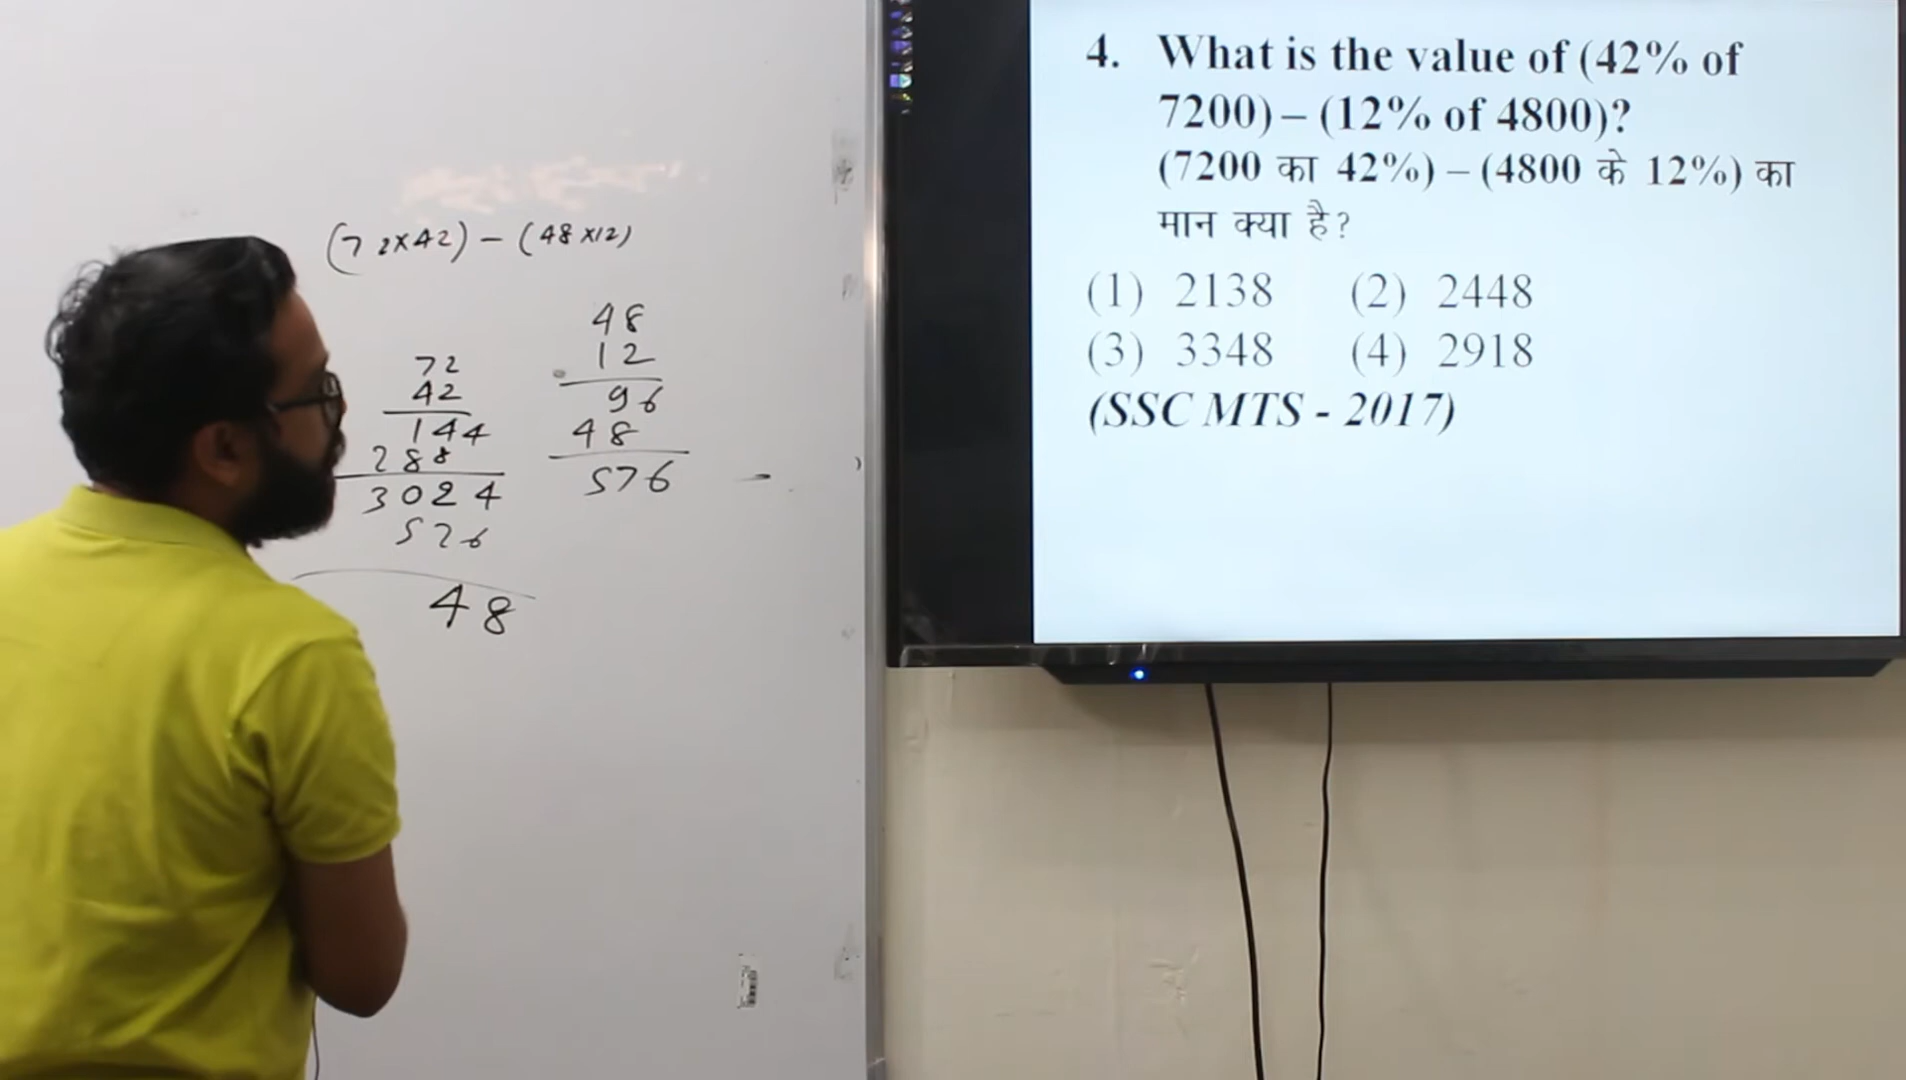 (72×42) – (48×12)
72
42
144
288
3024
576
48
48
12
96
48
576 –
4. What is the value of (42% of
7200) – (12% of 4800)?
(7200 का 42%) – (4800 के 12%) का
मान क्या है?
(1) 2138 (2) 2448
(3) 3348 (4) 2918
(SSC MTS - 2017)